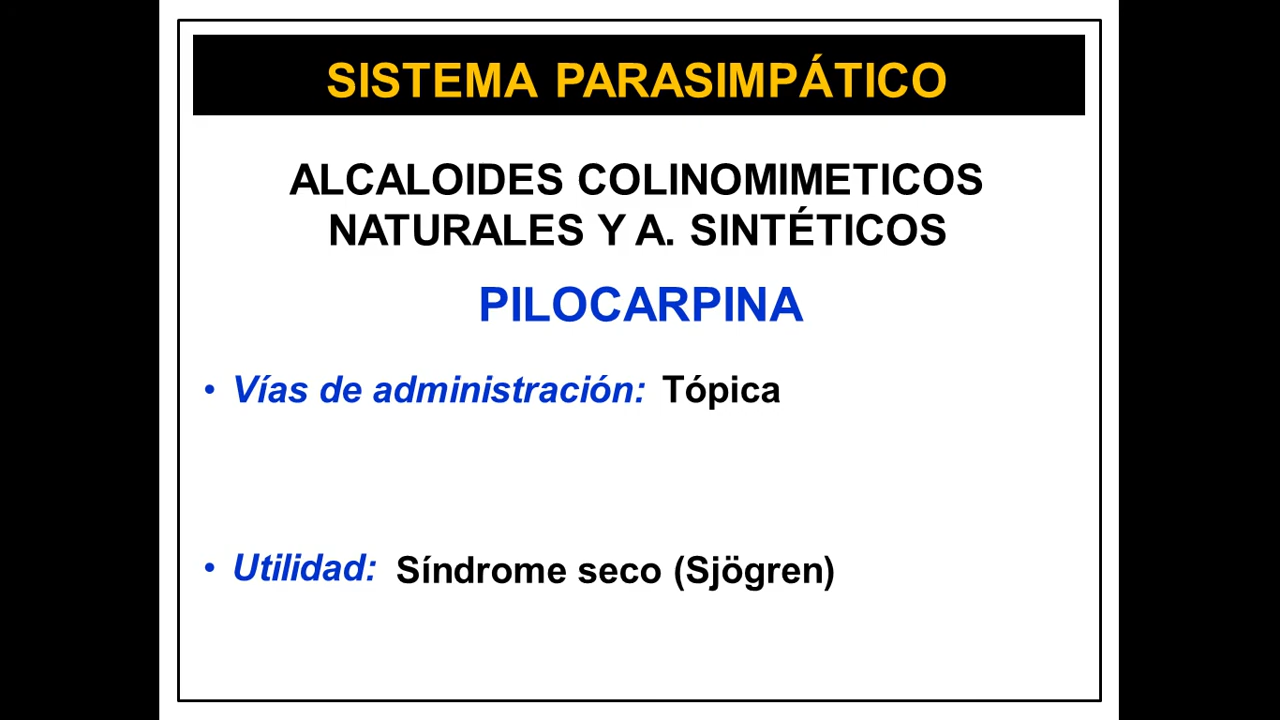 SISTEMA PARASIMPÁTICO
ALCALOIDES COLINOMIMETICOS
NATURALES Y A. SINTÉTICOS
PILOCARPINA
• Vías de administración: Tópica
• Utilidad: Síndrome seco (Sjögren)